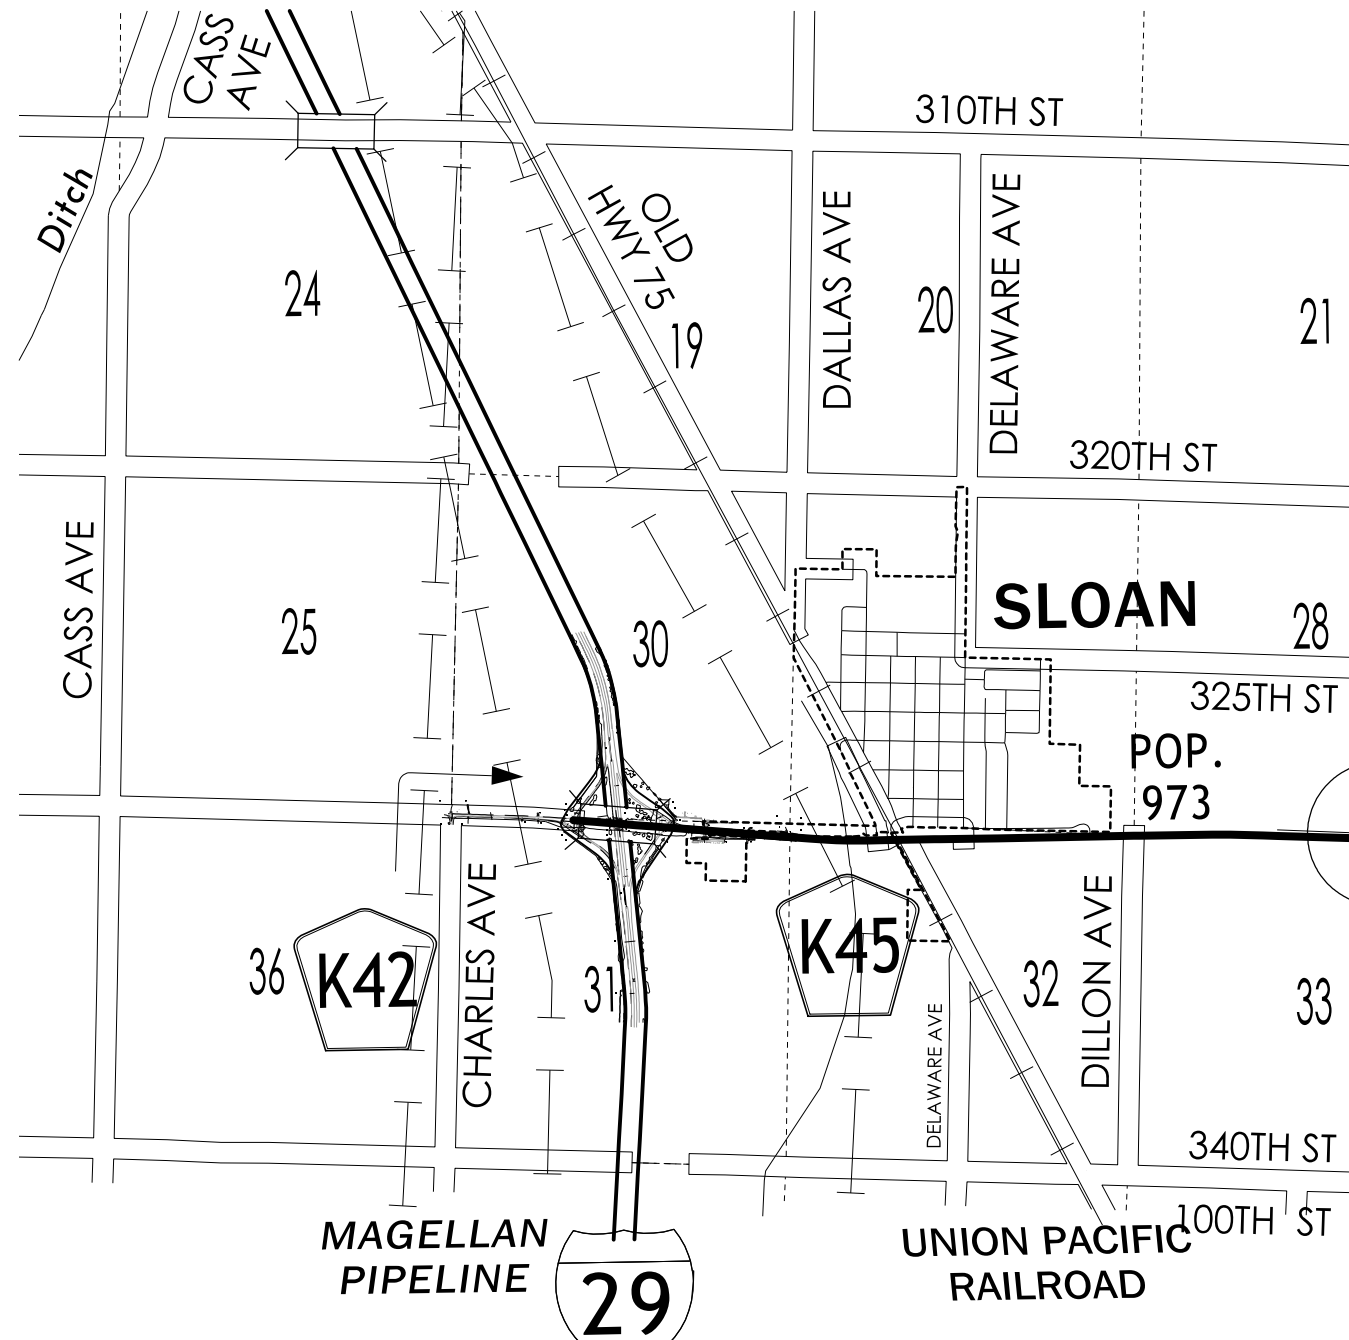 CASS
AVE
310TH ST
Ditch
OLD
HWY 75
DALLAS AVE
DELAWARE AVE
24
19
20
21
320TH ST
CASS AVE
25
30
SLOAN
28
325TH ST
POP.
973
CHARLES AVE
DILLON AVE
36
K42
31
K45
32
33
DELAWARE AVE
340TH ST
100TH ST
MAGELLAN
PIPELINE
UNION PACIFIC
RAILROAD
29